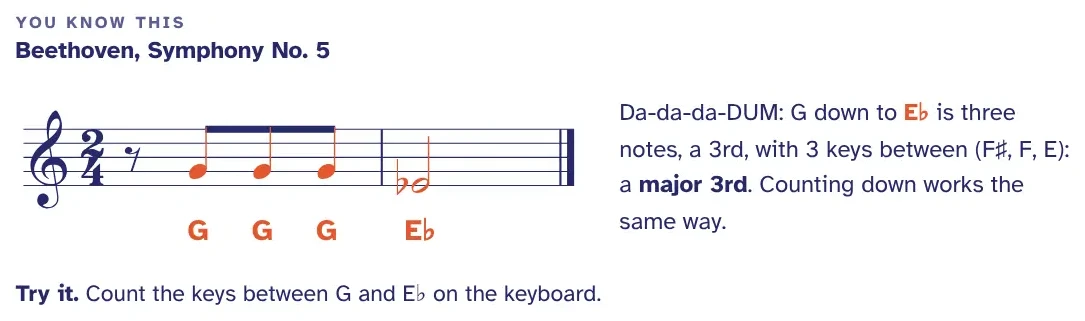 YOU KNOW THIS
Beethoven, Symphony No. 5
2
4
G G G E♭
Da-da-da-DUM: G down to E♭ is three
notes, a 3rd, with 3 keys between (F♯, F, E):
a major 3rd. Counting down works the
same way.
Try it. Count the keys between G and E♭ on the keyboard.